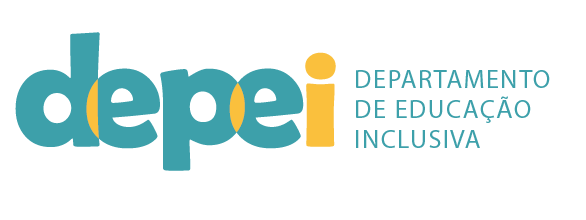 depei
DEPARTAMENTO
DE EDUCAÇÃO
INCLUSIVA